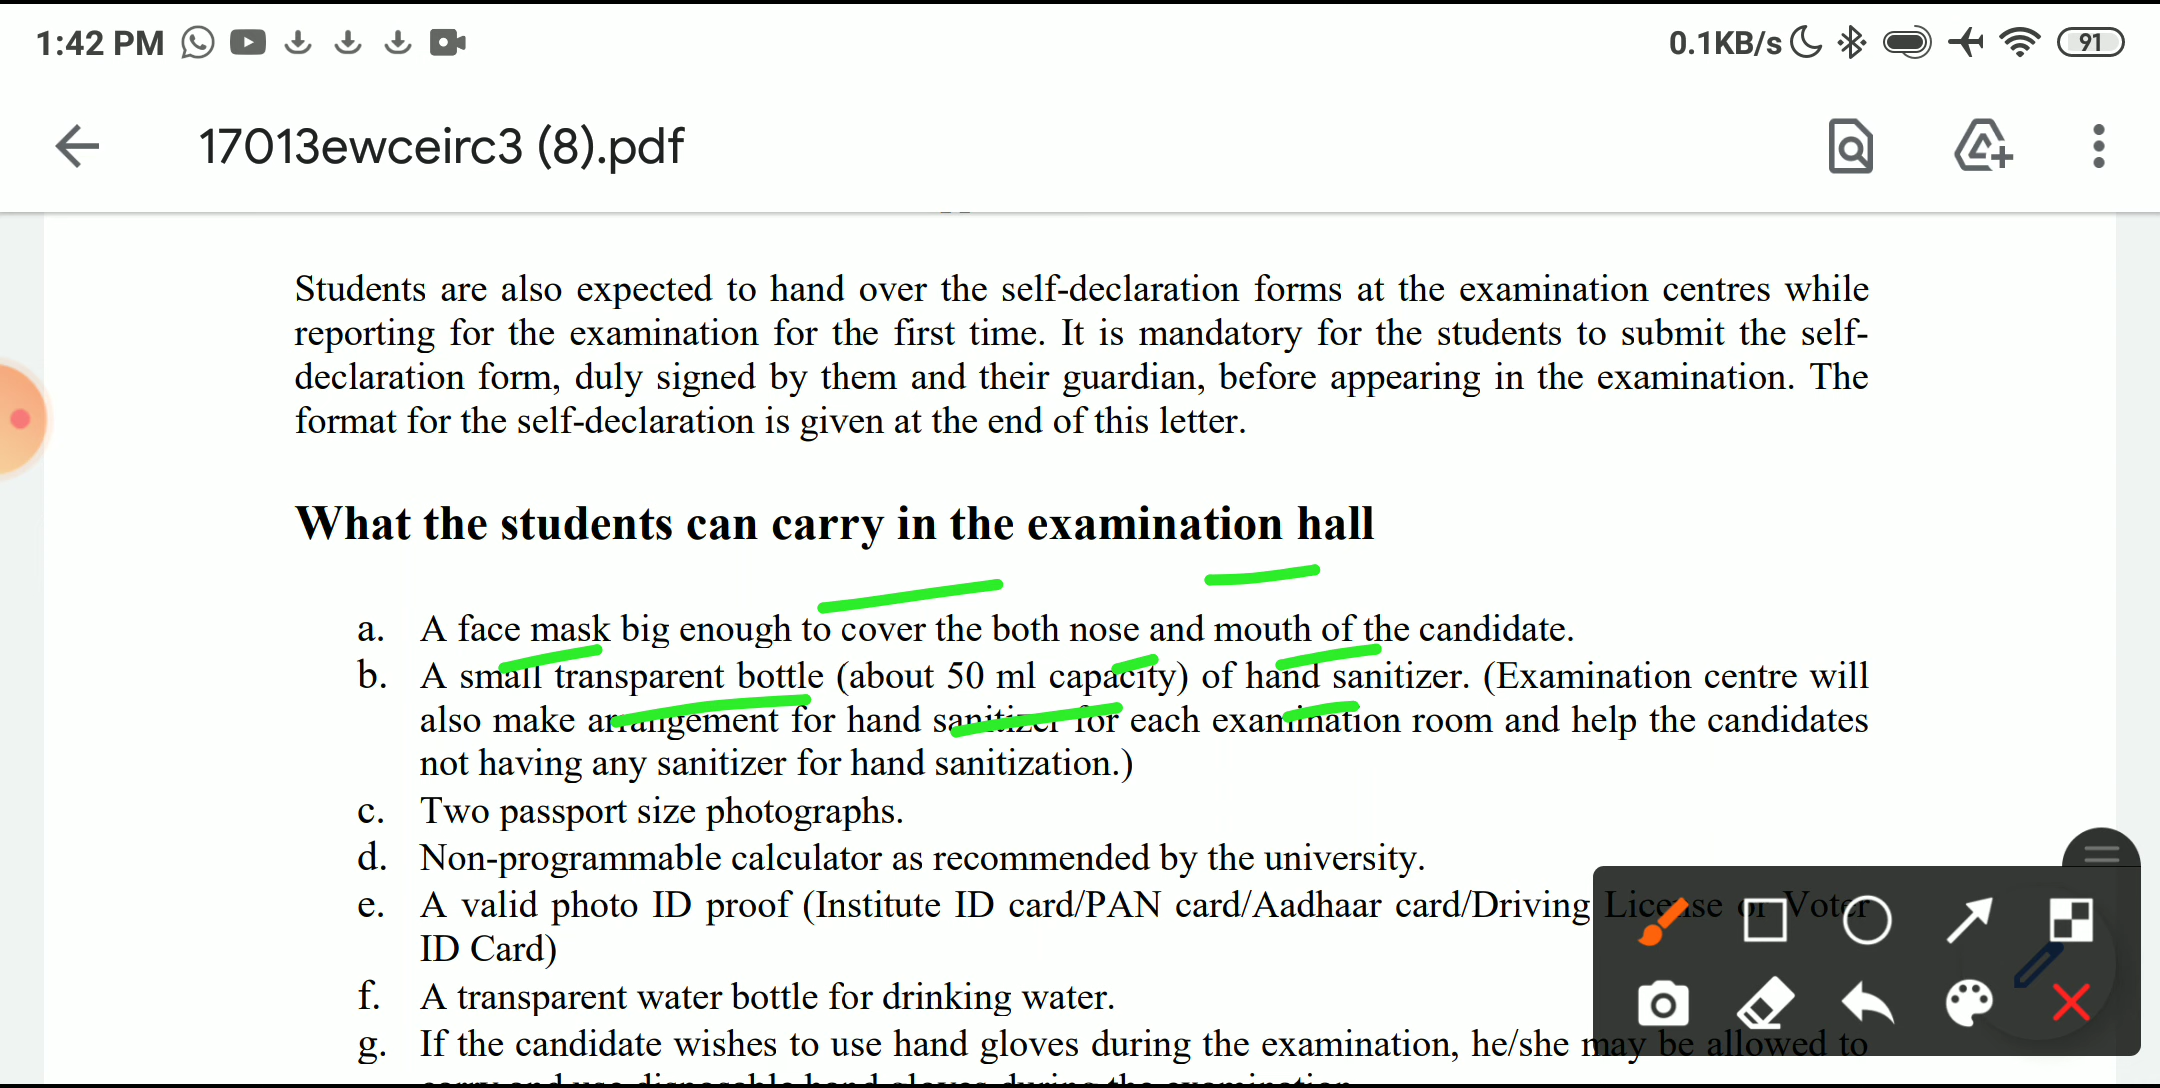 1:42 PM 0.1KB/s 91
17013ewceirc3 (8).pdf
Students are also expected to hand over the self-declaration forms at the examination centres while
reporting for the examination for the first time. It is mandatory for the students to submit the self-
declaration form, duly signed by them and their guardian, before appearing in the examination. The
format for the self-declaration is given at the end of this letter.
What the students can carry in the examination hall
a. A face mask big enough to cover the both nose and mouth of the candidate.
b. A small transparent bottle (about 50 ml capacity) of hand sanitizer. (Examination centre will
also make arrangement for hand sanitizer for each examination room and help the candidates
not having any sanitizer for hand sanitization.)
c. Two passport size photographs.
d. Non-programmable calculator as recommended by the university.
e. A valid photo ID proof (Institute ID card/PAN card/Aadhaar card/Driving License or Voter
ID Card)
f. A transparent water bottle for drinking water.
g. If the candidate wishes to use hand gloves during the examination, he/she may be allowed to
carry and use disposable hand gloves during the examination